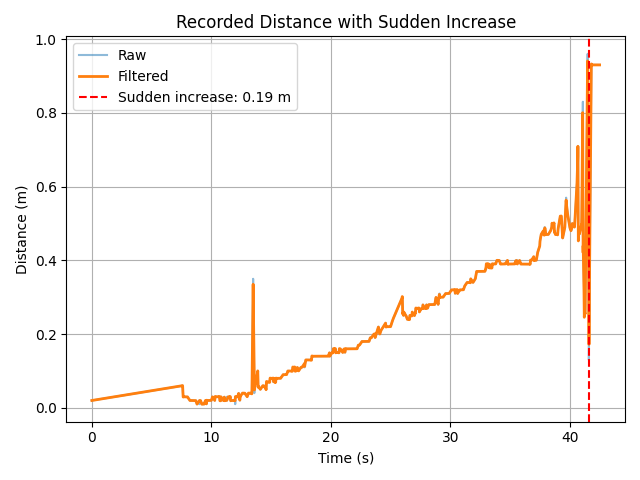 Recorded Distance with Sudden Increase
Raw
Filtered
Sudden increase: 0.19 m
Distance (m)
1.0
0.8
0.6
0.4
0.2
0.0
0 10 20 30 40
Time (s)